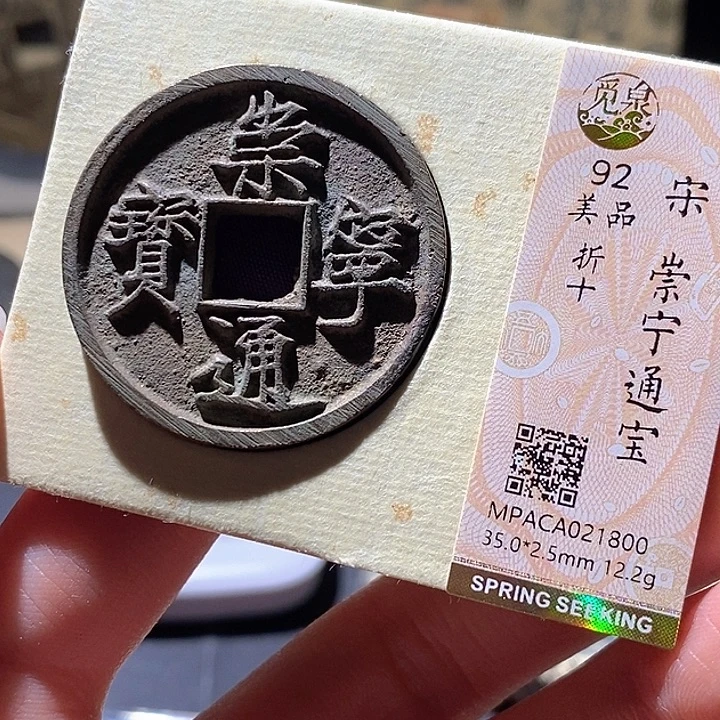 崇
寧
通
寶
觅泉
92
美品
折十
宋
崇宁通宝
MPACA021800
35.0*2.5mm 12.2g
SPRING SEEKING